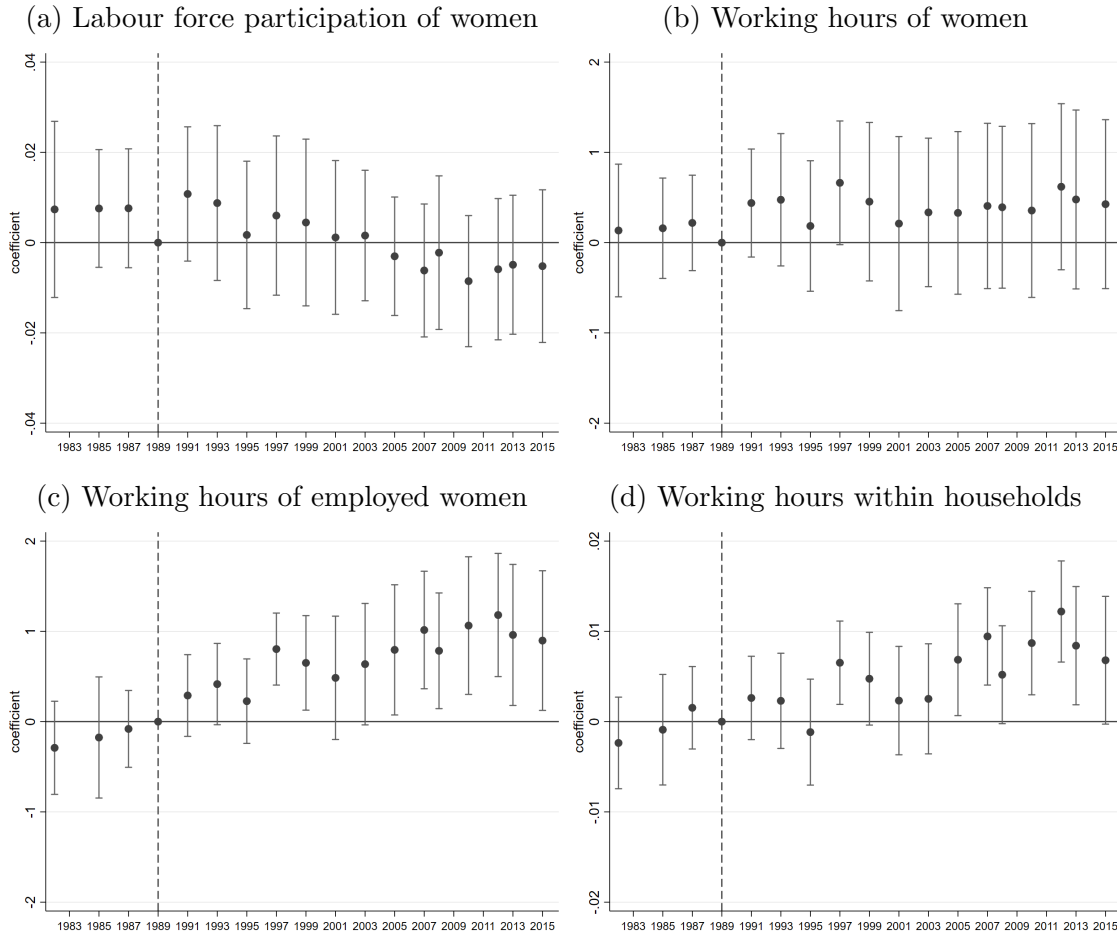 (a) Labour force participation of women
.04
.02
0
-.02
-.04
coefficient
1983 1985 1987 1989 1991 1993 1995 1997 1999 2001 2003 2005 2007 2009 2011 2013 2015
(b) Working hours of women
2
1
0
-1
-2
coefficient
1983 1985 1987 1989 1991 1993 1995 1997 1999 2001 2003 2005 2007 2009 2011 2013 2015
(c) Working hours of employed women
2
1
0
-1
-2
coefficient
1983 1985 1987 1989 1991 1993 1995 1997 1999 2001 2003 2005 2007 2009 2011 2013 2015
(d) Working hours within households
.02
.01
0
-.01
-.02
coefficient
1983 1985 1987 1989 1991 1993 1995 1997 1999 2001 2003 2005 2007 2009 2011 2013 2015